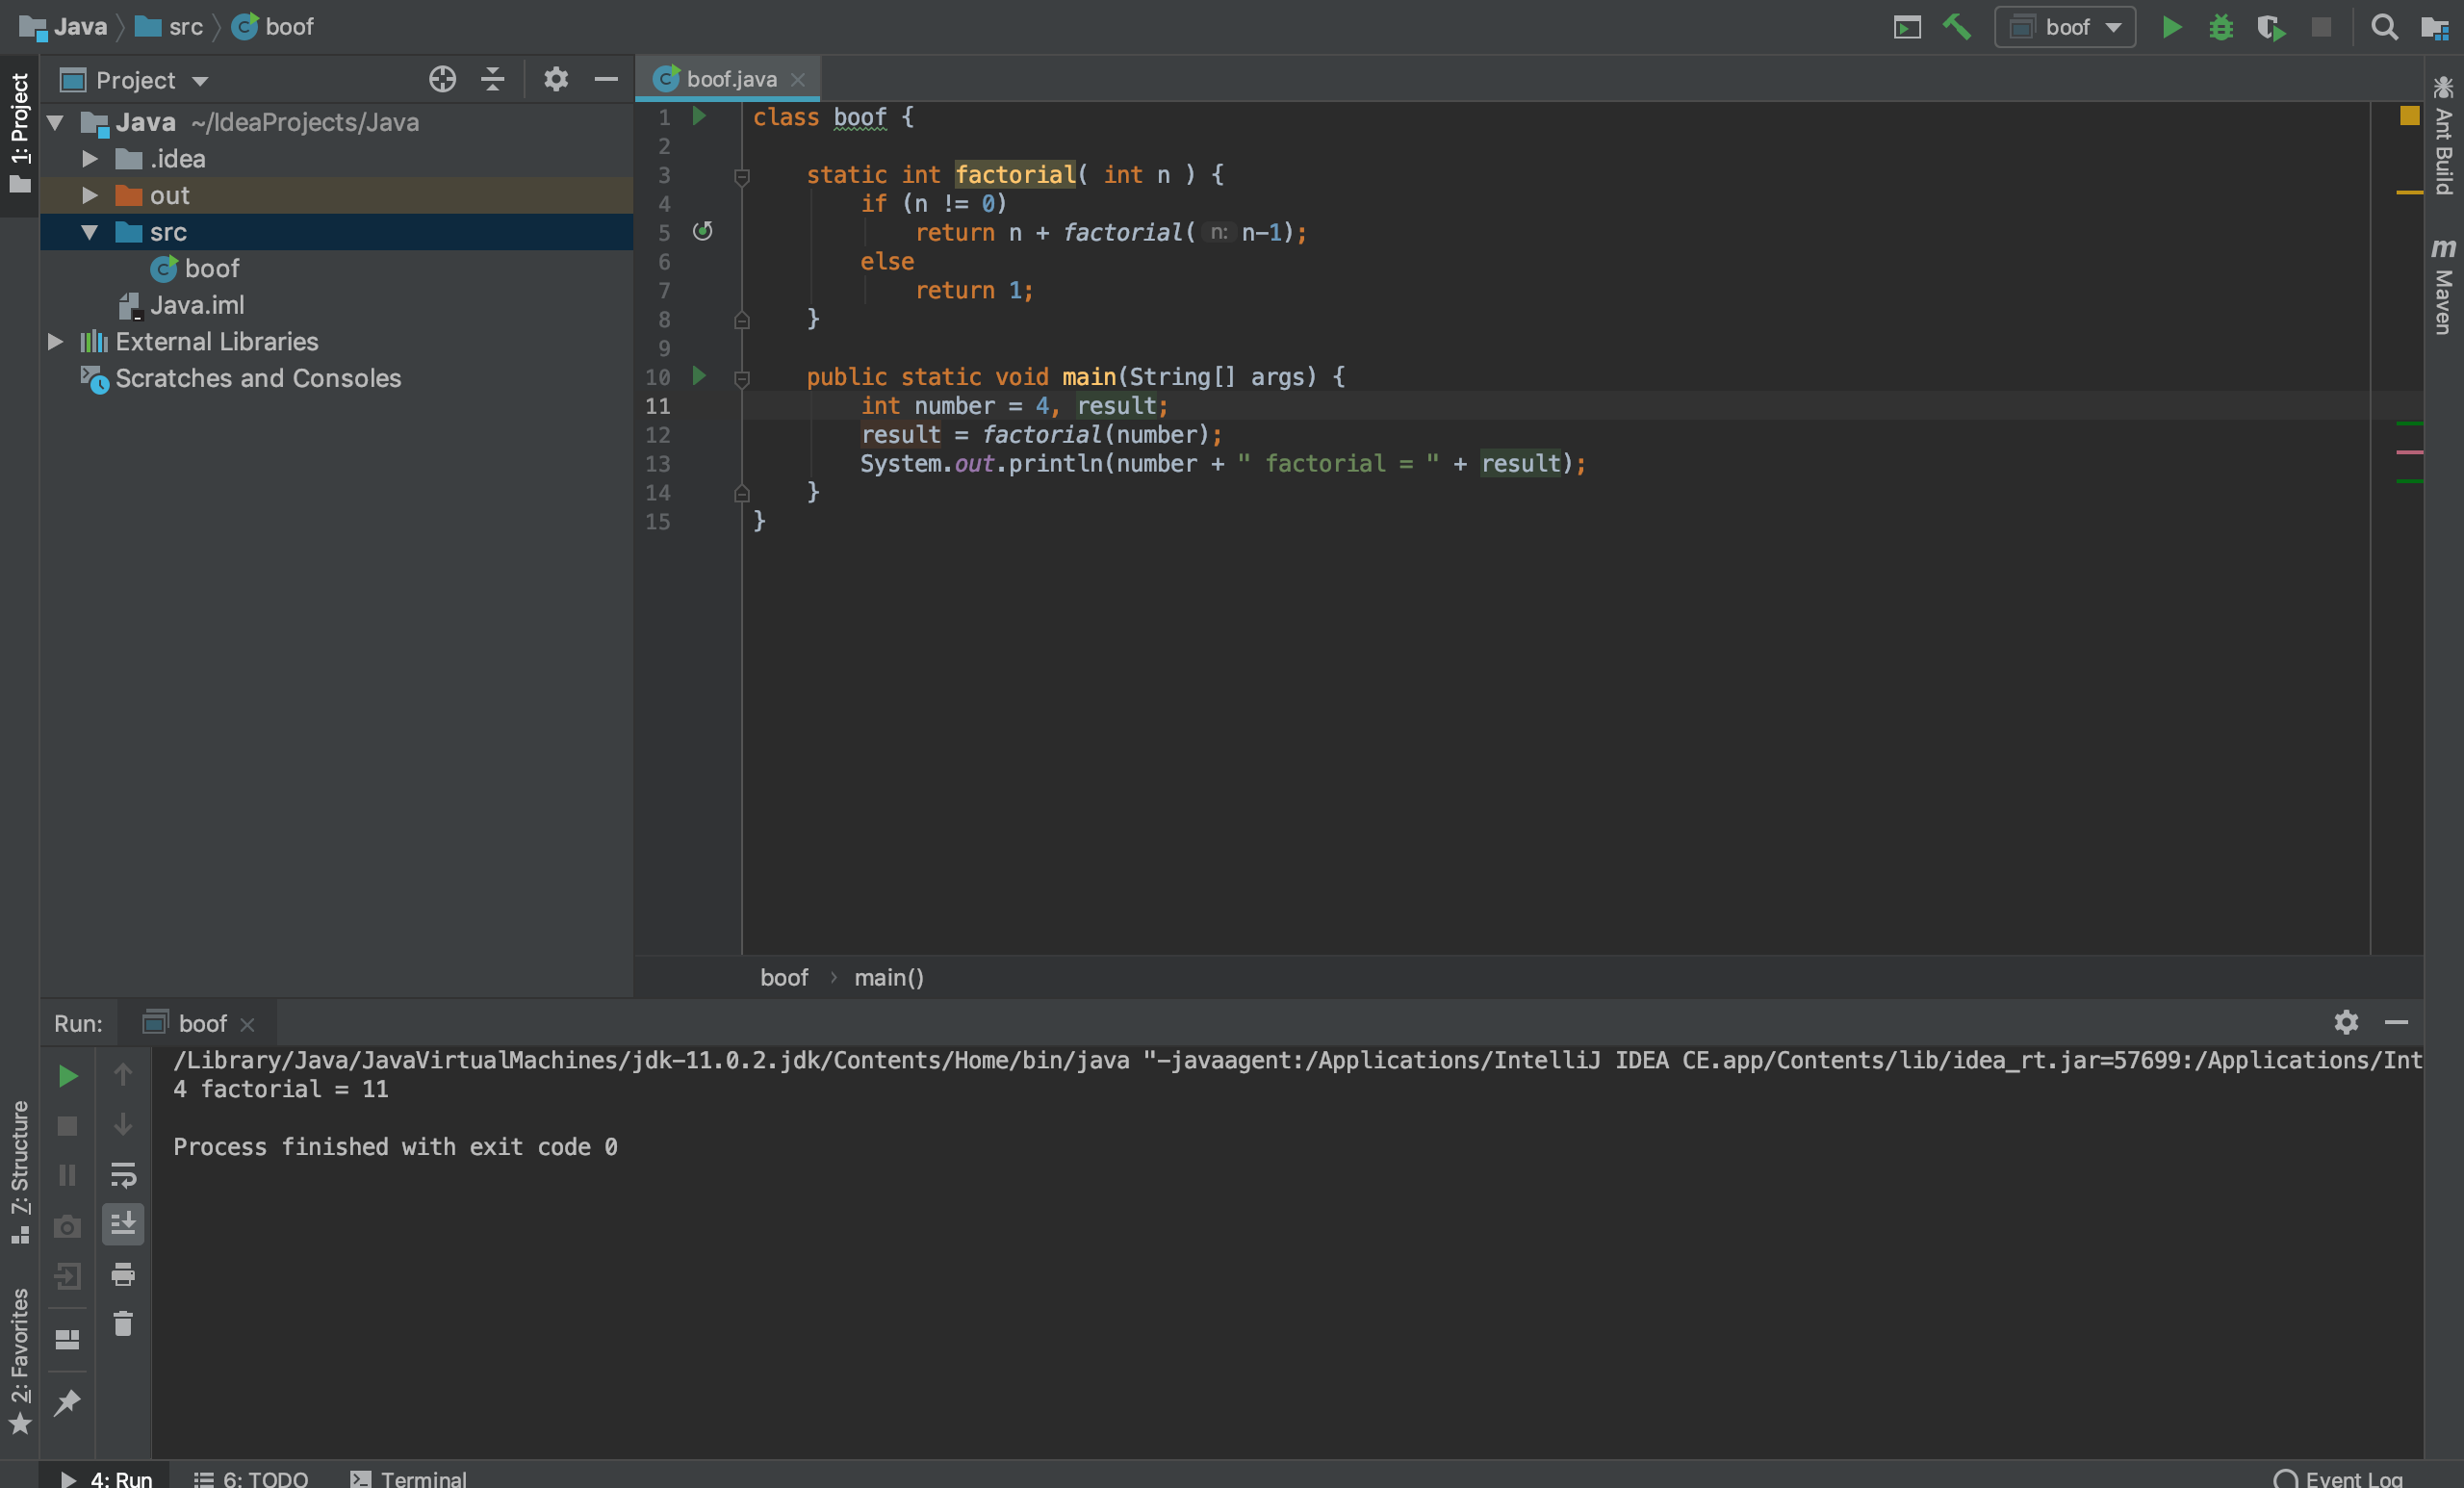 Java src boof
boof
Project
1: Project
Java ~/IdeaProjects/Java
.idea
out
src
boof
Java.iml
External Libraries
Scratches and Consoles
7: Structure
2: Favorites
boof.java
1 class boof {
2
3 static int factorial( int n ) {
4 if (n != 0)
5 return n + factorial( n: n-1);
6 else
7 return 1;
8 }
9
10 public static void main(String[] args) {
11 int number = 4, result;
12 result = factorial(number);
13 System.out.println(number + " factorial = " + result);
14 }
15 }
boof › main()
Ant Build
m Maven
Run: boof
/Library/Java/JavaVirtualMachines/jdk-11.0.2.jdk/Contents/Home/bin/java "-javaagent:/Applications/IntelliJ IDEA CE.app/Contents/lib/idea_rt.jar=57699:/Applications/Int
4 factorial = 11
Process finished with exit code 0
4: Run 6: TODO Terminal Event Log